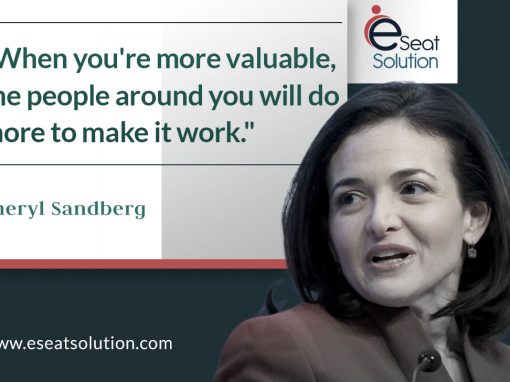 "When you're more valuable,
he people around you will do
nore to make it work."
heryl Sandberg
eSeat
Solution
ww.eseatsolution.com